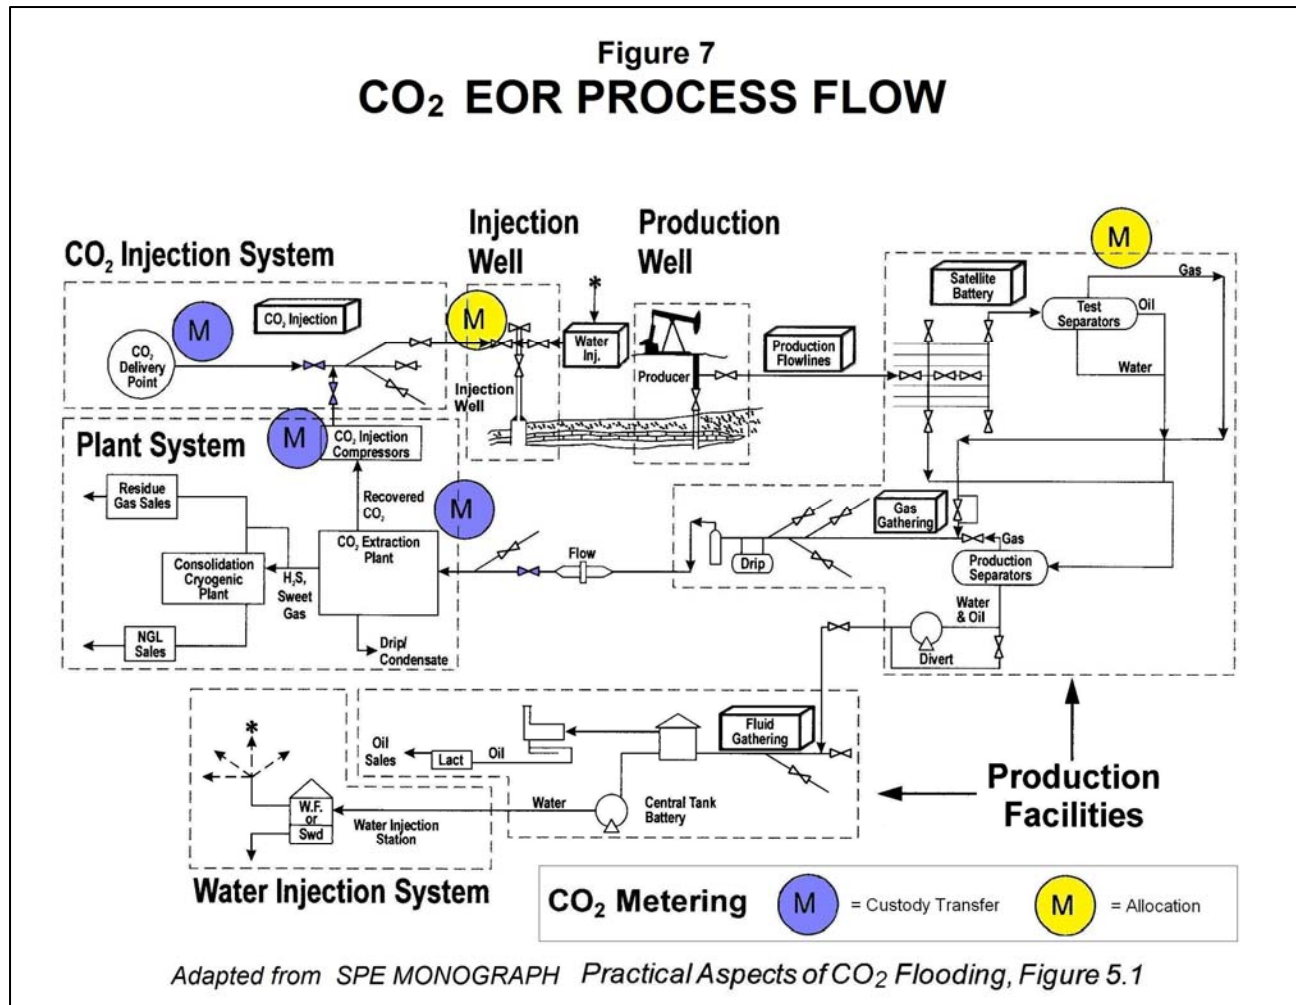 Figure 7
CO₂ EOR PROCESS FLOW
Injection
Well
Production
Well
CO₂ Injection System
M
M
CO₂ Injection
M
*
Water
Inj.
CO₂
Delivery
Point
Injection
Well
Producer
Production
Flowlines
Satellite
Battery
Gas
Test
Separators
Oil
Water
Plant System
M
CO₂ Injection
Compressors
Residue
Gas Sales
Recovered
CO₂
M
CO₂ Extraction
Plant
Consolidation
Cryogenic
Plant
H₂S,
Sweet
Gas
NGL
Sales
Drip/
Condensate
Flow
Drip
Gas
Gathering
Gas
Production
Separators
Water
& Oil
Divert
*
Oil
Sales
Lact
Oil
Fluid
Gathering
W.F.
or
Swd
Water Injection
Station
Water
Central Tank
Battery
Production
Facilities
Water Injection System
CO₂ Metering
M
= Custody Transfer
M
= Allocation
Adapted from SPE MONOGRAPH Practical Aspects of CO₂ Flooding, Figure 5.1